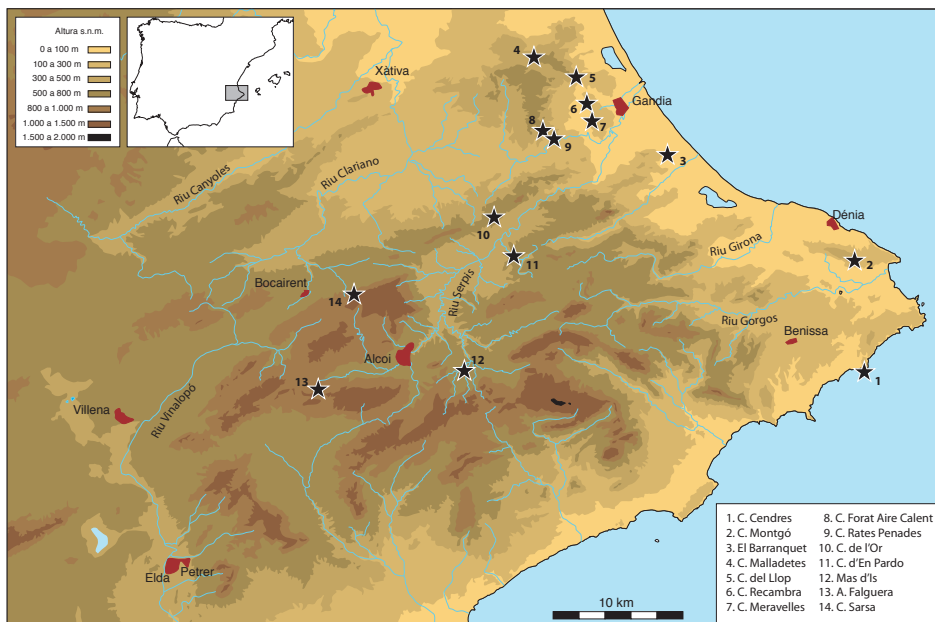 Altura s.n.m.
0 a 100 m
100 a 300 m
300 a 500 m
500 a 800 m
800 a 1.000 m
1.000 a 1.500 m
1.500 a 2.000 m
Xàtiva
4
5
6
Gandia
7
8
9
3
Riu Canyoles
Riu Clariano
10
Dénia
Riu Girona
11
2
Bocairent
14
Riu Serpis
Riu Gorgos
Benissa
Alcoi
12
13
1
Villena
Riu Vinalopó
Elda
Petrer
10 km
1. C. Cendres
2. C. Montgó
3. El Barranquet
4. C. Malladetes
5. C. del Llop
6. C. Recambra
7. C. Meravelles
8. C. Forat Aire Calent
9. C. Rates Penades
10. C. de l'Or
11. C. d'En Pardo
12. Mas d'Is
13. A. Falguera
14. C. Sarsa